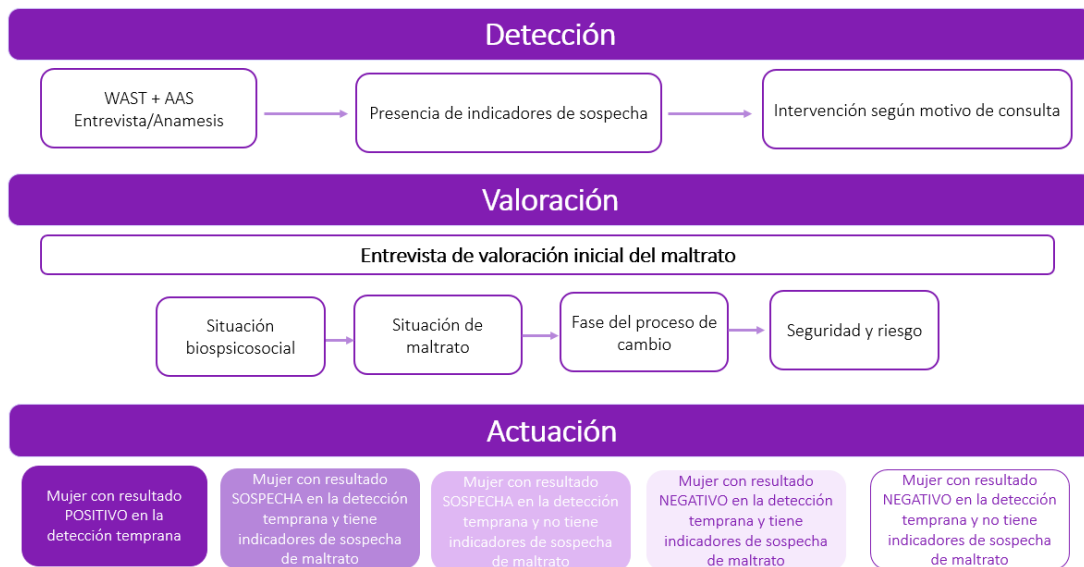 Detección
WAST + AAS
Entrevista/Anamesis
Presencia de indicadores de sospecha
Intervención según motivo de consulta
Valoración
Entrevista de valoración inicial del maltrato
Situación
biospsicosocial
Situación de
maltrato
Fase del proceso de
cambio
Seguridad y riesgo
Actuación
Mujer con resultado
POSITIVO en la
detección temprana
Mujer con resultado
SOSPECHA en la detección
temprana y tiene
indicadores de sospecha
de maltrato
Mujer con resultado
SOSPECHA en la detección
temprana y no tiene
indicadores de sospecha
de maltrato
Mujer con resultado
NEGATIVO en la detección
temprana y tiene
indicadores de sospecha
de maltrato
Mujer con resultado
NEGATIVO en la detección
temprana y no tiene
indicadores de sospecha
de maltrato